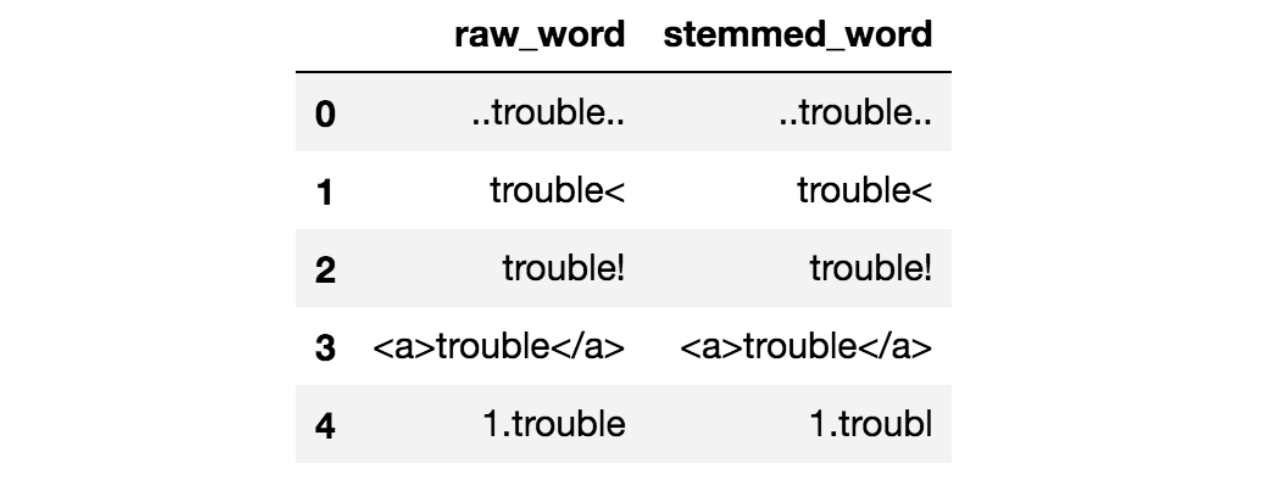 raw_word stemmed_word
0 ..trouble.. ..trouble..
1 trouble< trouble<
2 trouble! trouble!
3 <a>trouble</a> <a>trouble</a>
4 1.trouble 1.troubl